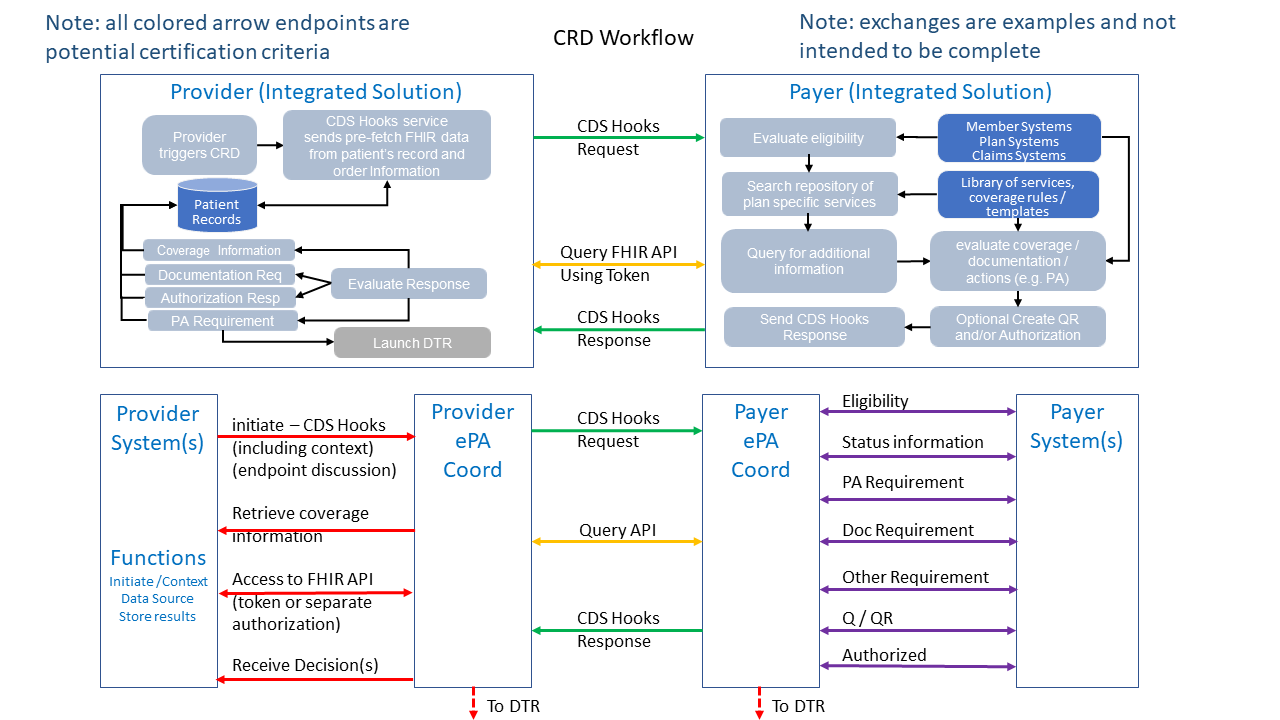 Note: all colored arrow endpoints are
potential certification criteria
CRD Workflow
Note: exchanges are examples and not
intended to be complete
Provider (Integrated Solution)
Provider
triggers CRD
CDS Hooks service
sends pre-fetch FHIR data
from patient's record and
order Information
Patient
Records
Coverage Information
Documentation Req
Authorization Resp
PA Requirement
Evaluate Response
Launch DTR
CDS Hooks
Request
Query FHIR API
Using Token
CDS Hooks
Response
Payer (Integrated Solution)
Evaluate eligibility
Member Systems
Plan Systems
Claims Systems
Search repository of
plan specific services
Library of services,
coverage rules /
templates
Query for additional
information
evaluate coverage /
documentation /
actions (e.g. PA)
Send CDS Hooks
Response
Optional Create QR
and/or Authorization
Provider
System(s)
Functions
Initiate /Context
Data Source
Store results
initiate – CDS Hooks
(including context)
(endpoint discussion)
Retrieve coverage
information
Access to FHIR API
(token or separate
authorization)
Receive Decision(s)
Provider
ePA
Coord
CDS Hooks
Request
Query API
CDS Hooks
Response
Payer
ePA
Coord
Eligibility
Status information
PA Requirement
Doc Requirement
Other Requirement
Q / QR
Authorized
Payer
System(s)
To DTR
To DTR